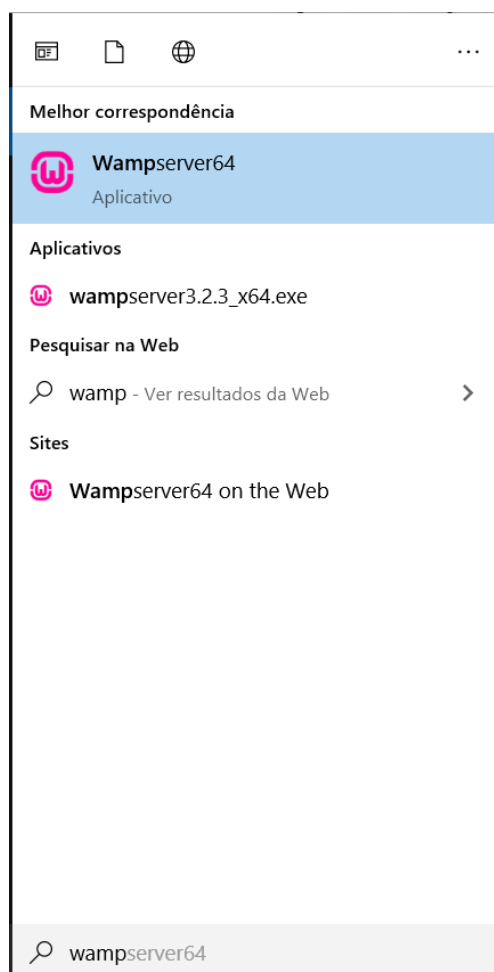 ...
Melhor correspondência
Wampserver64
Aplicativo
Aplicativos
wampserver3.2.3_x64.exe
Pesquisar na Web
wamp - Ver resultados da Web
Sites
Wampserver64 on the Web
wampserver64